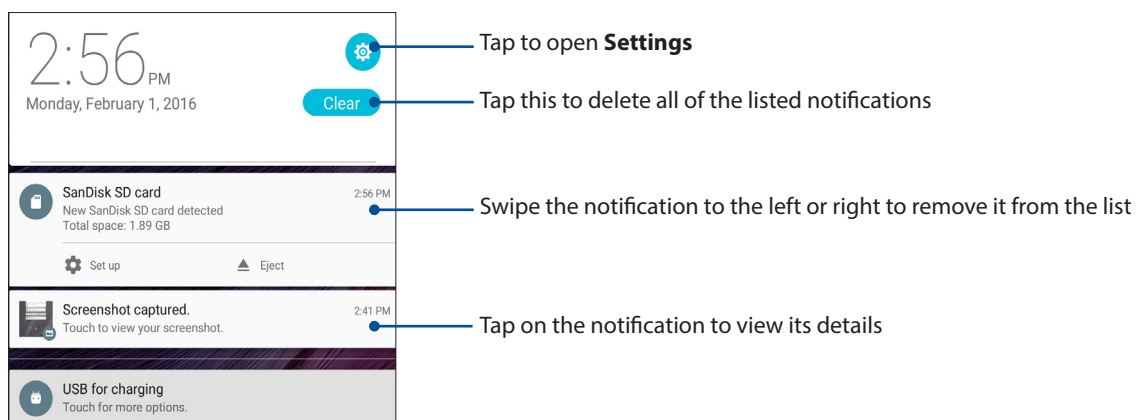 2:56 PM
Tap to open Settings
Monday, February 1, 2016
Clear
Tap this to delete all of the listed notifications
SanDisk SD card
2:56 PM
New SanDisk SD card detected
Total space: 1.89 GB
Swipe the notification to the left or right to remove it from the list
Set up
Eject
Screenshot captured.
2:41 PM
Touch to view your screenshot.
Tap on the notification to view its details
USB for charging
Touch for more options.